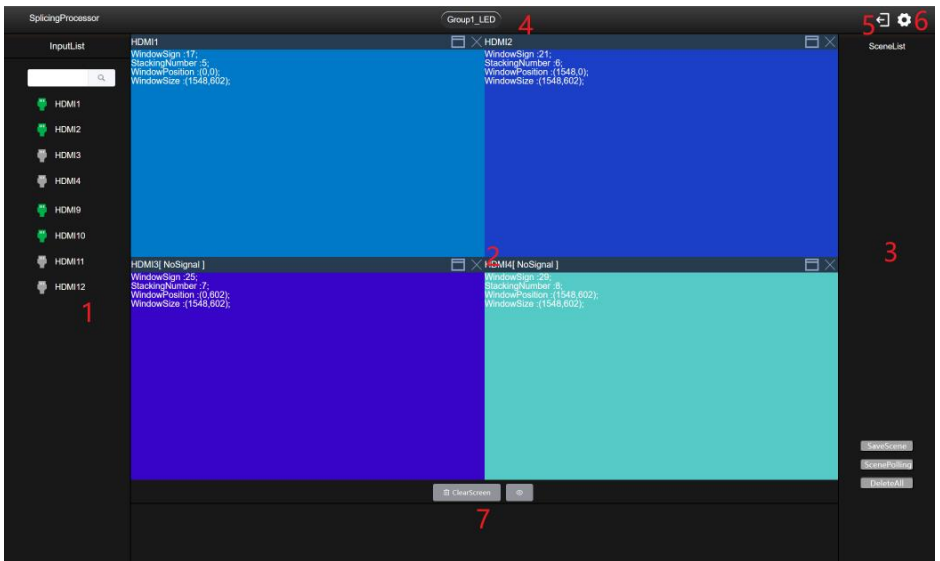 SplicingProcessor
Group1_LED
4
5
6
InputList
HDMI1
HDMI2
HDMI3
HDMI4
HDMI9
HDMI10
HDMI11
HDMI12
1
HDMI1
WindowSign :17;
StackingNumber :5;
WindowPosition :(0,0);
WindowSize :(1548,602);
HDMI2
WindowSign :21;
StackingNumber :6;
WindowPosition :(1548,0);
WindowSize :(1548,602);
HDMI3[ NoSignal ]
WindowSign :25;
StackingNumber :7;
WindowPosition :(0,602);
WindowSize :(1548,602);
2
HDMI4[ NoSignal ]
WindowSign :29;
StackingNumber :8;
WindowPosition :(1548,602);
WindowSize :(1548,602);
ClearScreen
7
SceneList
3
SaveScene
ScenePolling
DeleteAll